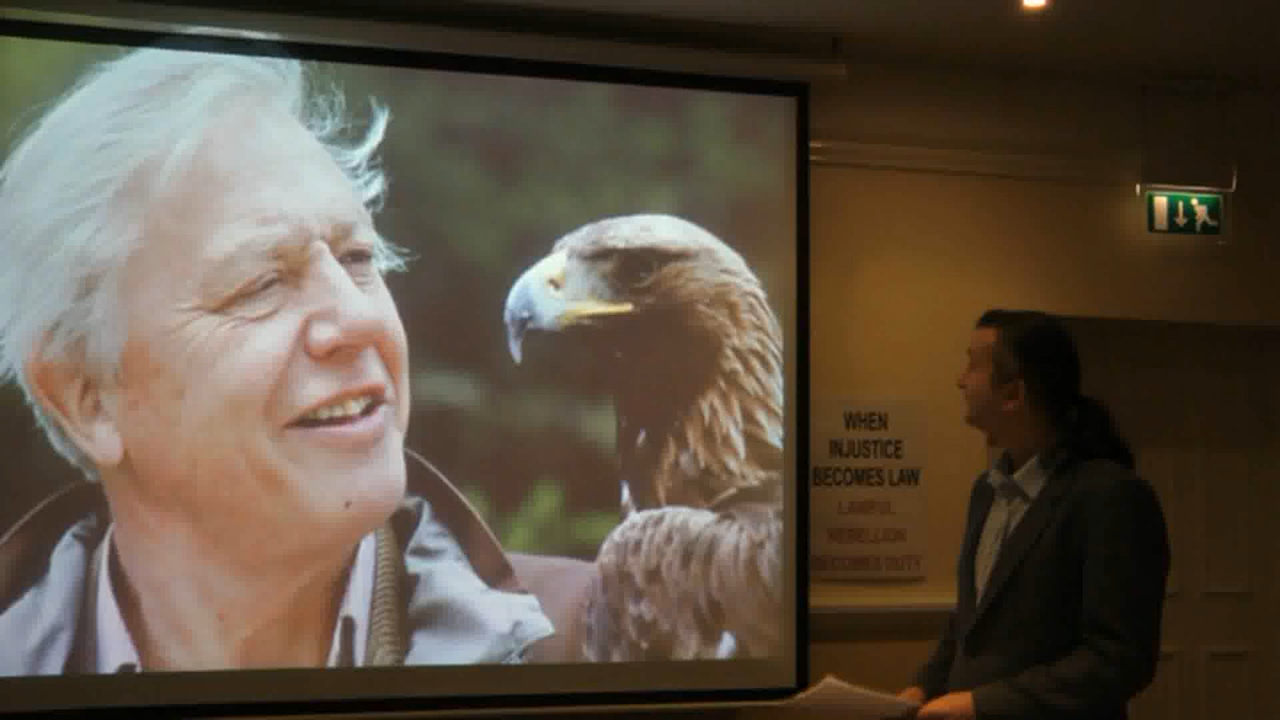 WHEN
INJUSTICE
BECOMES LAW
LAWFUL
REBELLION
BECOMES DUTY